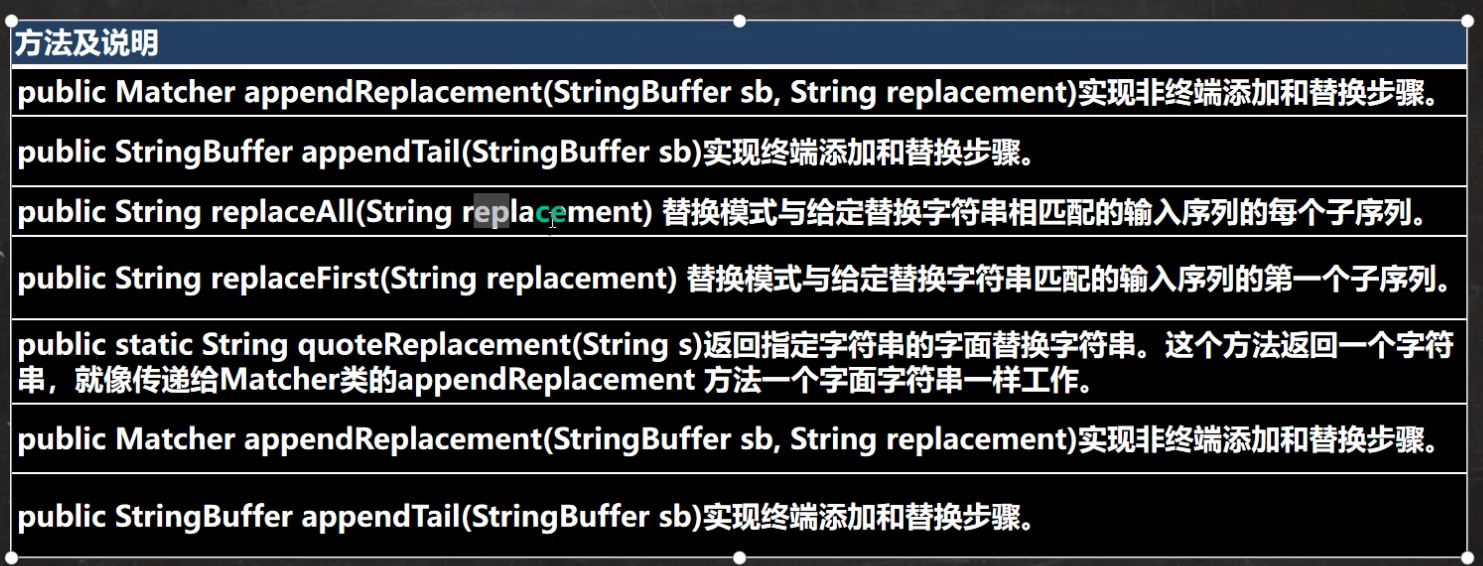 方法及说明
public Matcher appendReplacement(StringBuffer sb, String replacement)实现非终端添加和替换步骤。
public StringBuffer appendTail(StringBuffer sb)实现终端添加和替换步骤。
public String replaceAll(String replacement) 替换模式与给定替换字符串相匹配的输入序列的每个子序列。
public String replaceFirst(String replacement) 替换模式与给定替换字符串匹配的输入序列的第一个子序列。
public static String quoteReplacement(String s)返回指定字符串的字面替换字符串。这个方法返回一个字符
串，就像传递给Matcher类的appendReplacement 方法一个字面字符串一样工作。
public Matcher appendReplacement(StringBuffer sb, String replacement)实现非终端添加和替换步骤。
public StringBuffer appendTail(StringBuffer sb)实现终端添加和替换步骤。